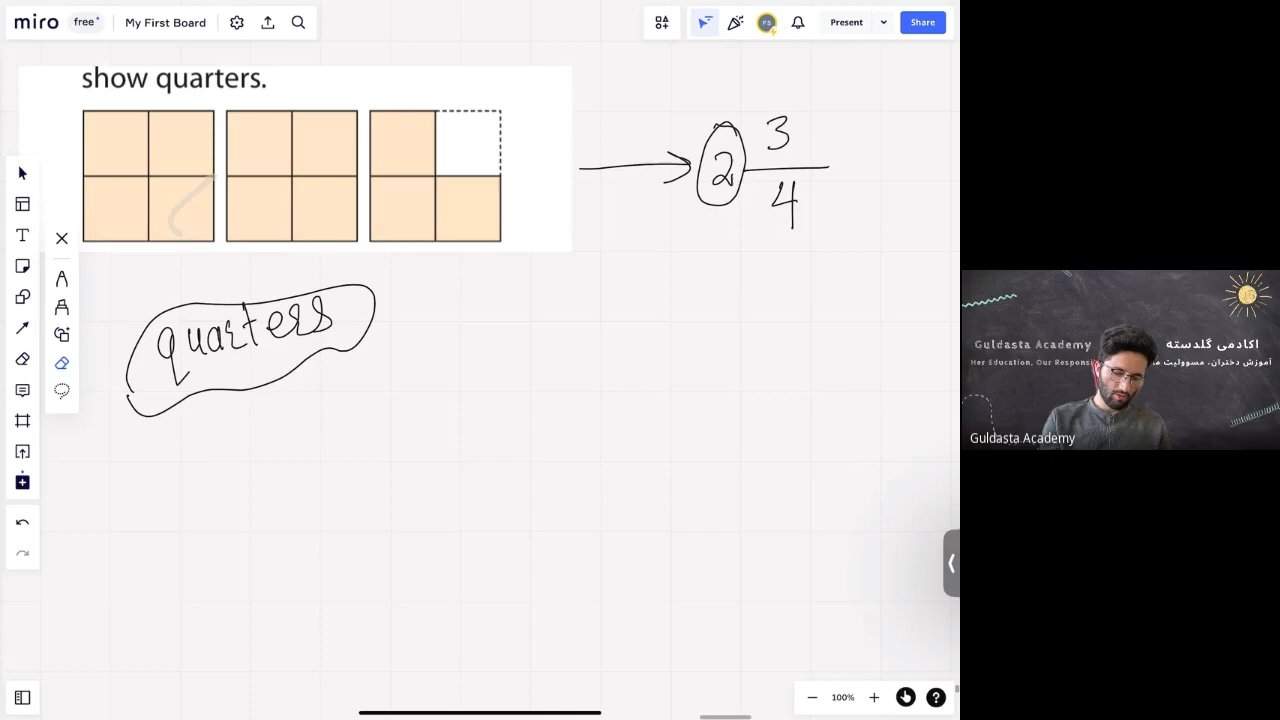 miro free My First Board Present Share
show quarters.
2 3/4
quarters
Guldasta Academy اکادمی گلدسته
Her Education, Our Respons آموزش دختران، مسوولیت م
Guldasta Academy
100%